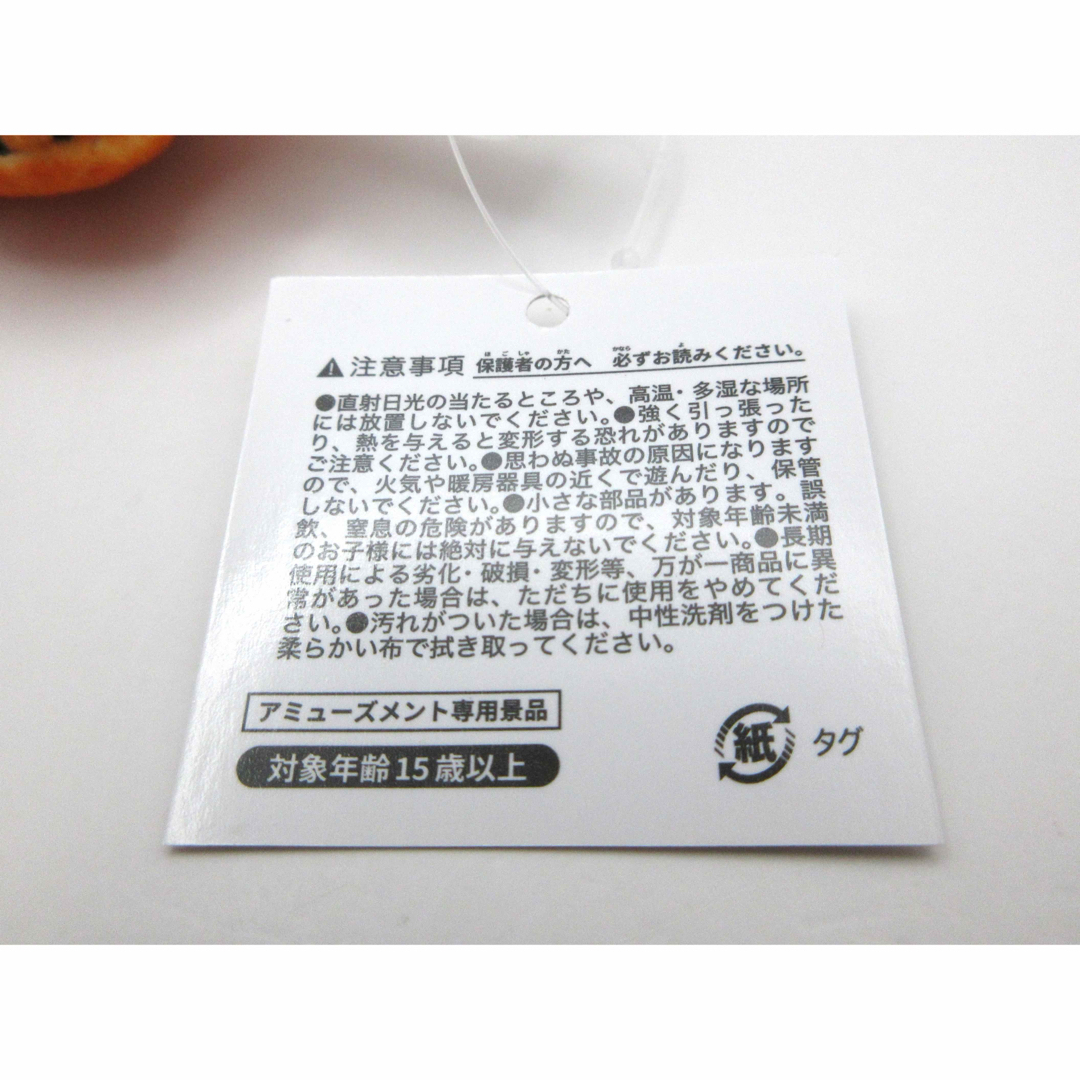 ⚠注意事項 保護者の方へ 必ずお読みください。
●直射日光の当たるところや、高温・多湿な場所
には放置しないでください。●強く引っ張った
り、熱を与えると変形する恐れがありますので
ご注意ください。●思わぬ事故の原因になります
ので、火気や暖房器具の近くで遊んだり、保管
しないでください。●小さな部品があります。誤
飲、窒息の危険がありますので、対象年齢未満
のお子様には絶対に与えないでください。●長期
使用による劣化・破損・変形等、万が一商品に異
常があった場合は、ただちに使用をやめてくだ
さい。●汚れがついた場合は、中性洗剤をつけた
柔らかい布で拭き取ってください。
アミューズメント専用景品
対象年齢15歳以上
紙 タグ